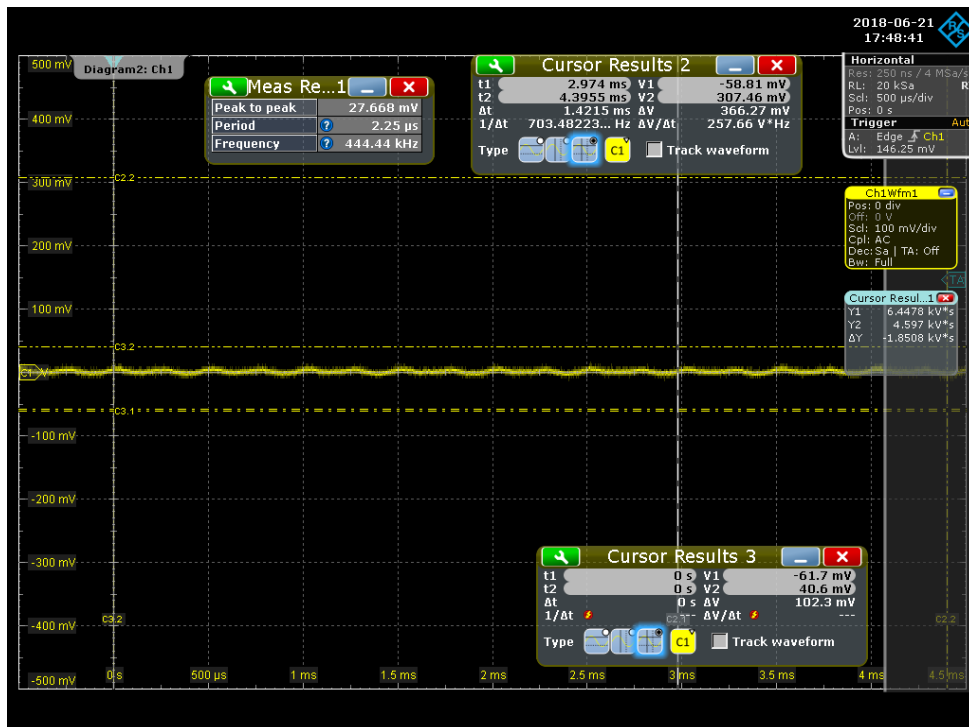 2018-06-21
17:48:41
Horizontal
Res: 250 ns / 4 MSa/s
RL: 20 kSa R
Scl: 500 µs/div
Pos: 0 s
Trigger Aut
A: Edge Ch1
Lvl: 146.25 mV
Diagram2: Ch1
Meas Re...1
Peak to peak 27.668 mV
Period 2.25 µs
Frequency 444.44 kHz
Cursor Results 2
t1 2.974 ms V1 -58.81 mV
t2 4.3955 ms V2 307.46 mV
Δt 1.4215 ms ΔV 366.27 mV
1/Δt 703.48223... Hz ΔV/Δt 257.66 V*Hz
Type C1 Track waveform
Ch1Wfm1
Pos: 0 div
Off: 0 V
Scl: 100 mV/div
Cpl: AC
Dec: Sa | TA: Off
Bw: Full
TA
Cursor Resul...1
Y1 6.4478 kV*s
Y2 4.597 kV*s
ΔY -1.8508 kV*s
500 mV
400 mV
300 mV
200 mV
100 mV
-100 mV
-200 mV
-300 mV
-400 mV
-500 mV
C2.2
C3.2
C1
C3.1
C3.2
C2.1
C2.2
Cursor Results 3
t1 0 s V1 -61.7 mV
t2 0 s V2 40.6 mV
Δt 0 s ΔV 102.3 mV
1/Δt --- ΔV/Δt ---
Type C1 Track waveform
0 s 500 µs 1 ms 1.5 ms 2 ms 2.5 ms 3 ms 3.5 ms 4 ms 4.5 ms